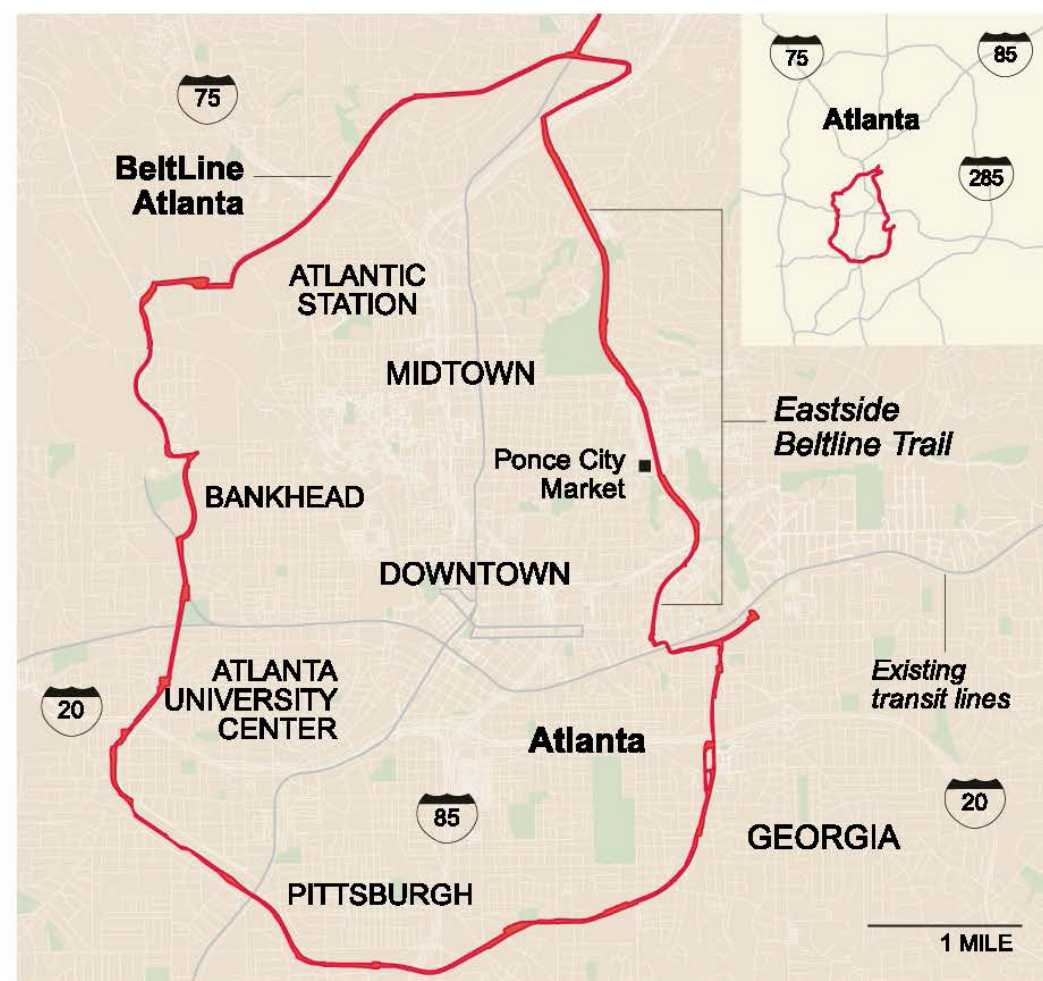 75
85
75
Atlanta
BeltLine
Atlanta
285
ATLANTIC
STATION
MIDTOWN
Eastside
Beltline Trail
Ponce City
Market
BANKHEAD
DOWNTOWN
ATLANTA
UNIVERSITY
CENTER
Existing
transit lines
20
Atlanta
85
20
GEORGIA
PITTSBURGH
1 MILE